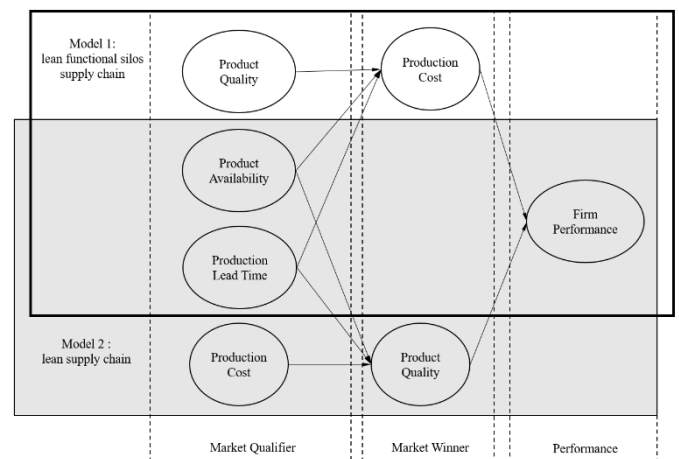 Model 1:
lean functional silos
supply chain
Product
Quality
Production
Cost
Product
Availability
Firm
Performance
Production
Lead Time
Model 2 :
lean supply chain
Production
Cost
Product
Quality
Market Qualifier
Market Winner
Performance